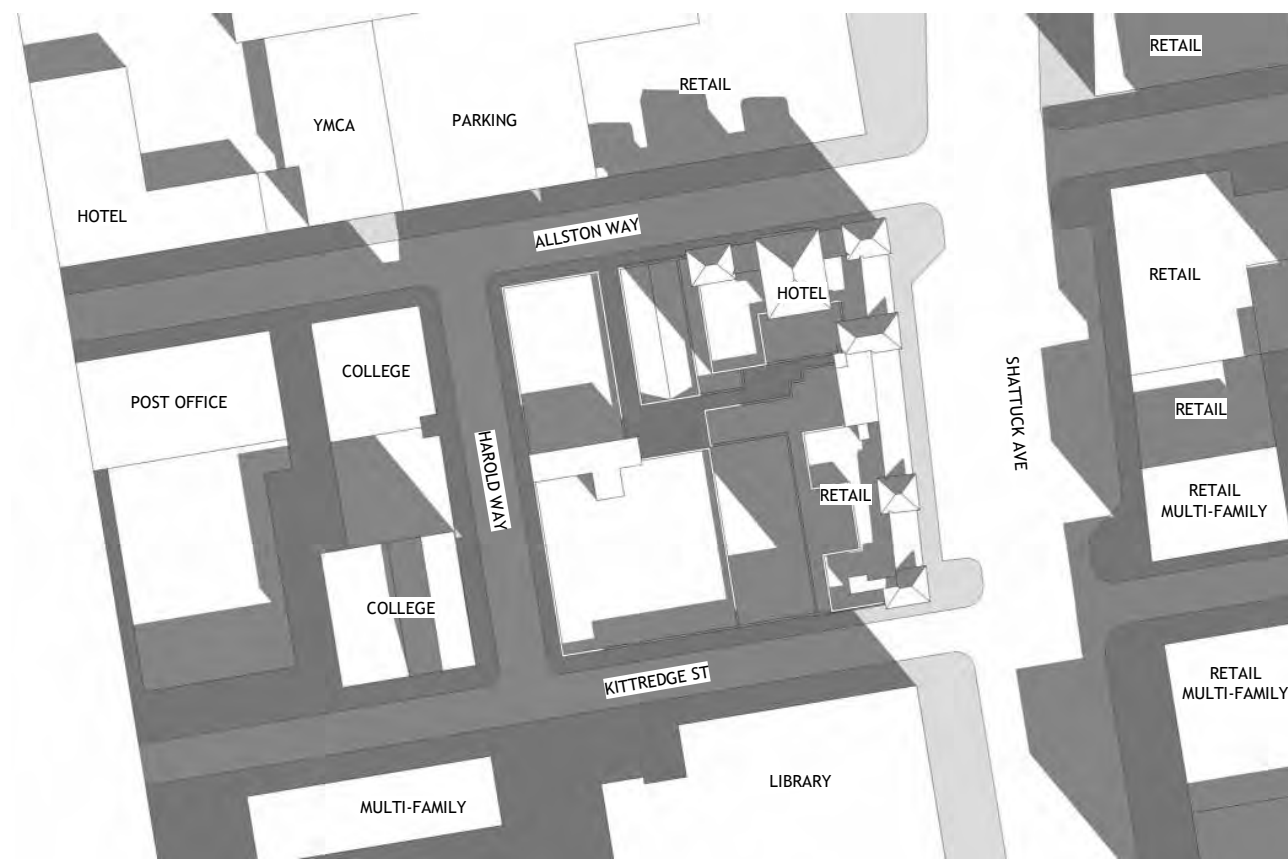 RETAIL
RETAIL
YMCA
PARKING
HOTEL
ALLSTON WAY
HOTEL
RETAIL
COLLEGE
POST OFFICE
SHATTUCK AVE
RETAIL
HAROLD WAY
RETAIL
RETAIL
MULTI-FAMILY
COLLEGE
KITTREDGE ST
RETAIL
MULTI-FAMILY
LIBRARY
MULTI-FAMILY